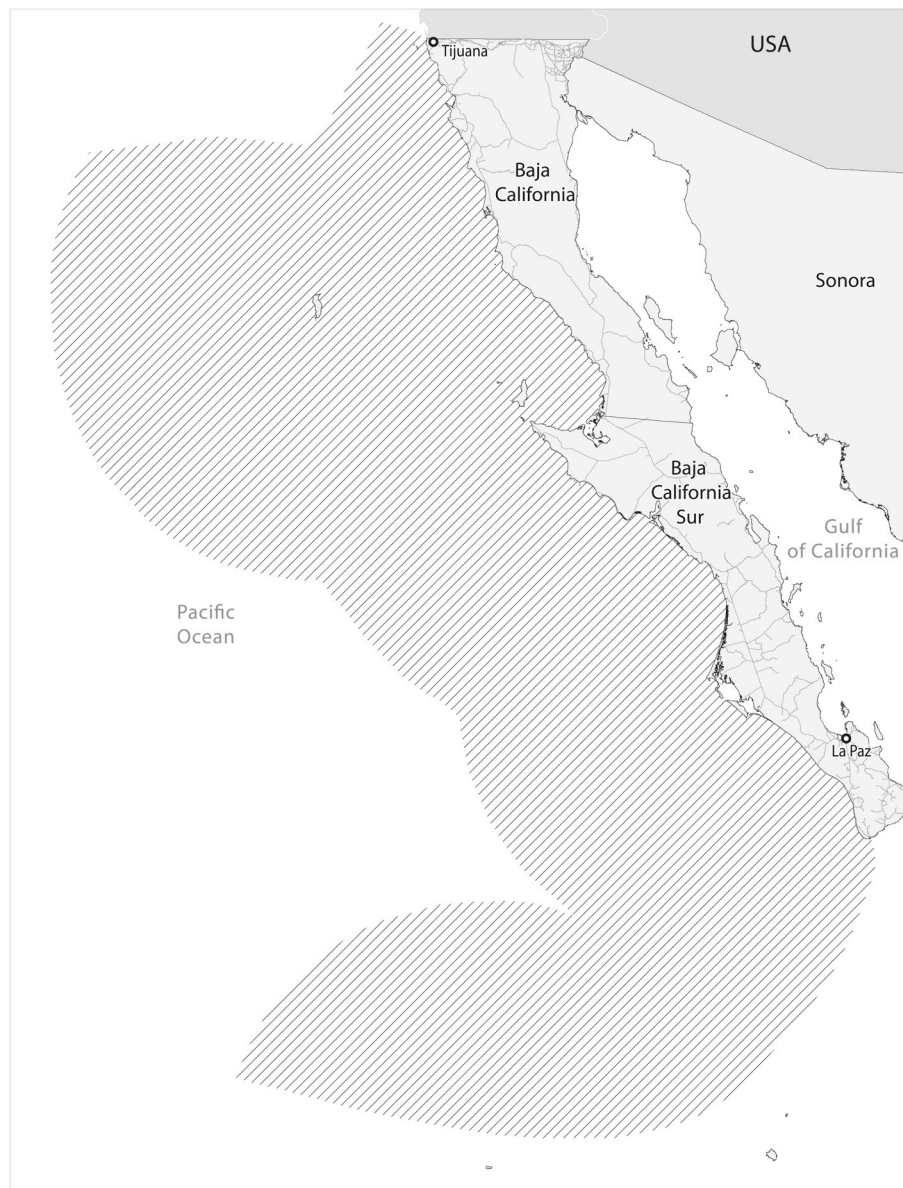 USA
Tijuana
Baja
California
Sonora
Baja
California
Sur
Gulf
of California
Pacific
Ocean
La Paz